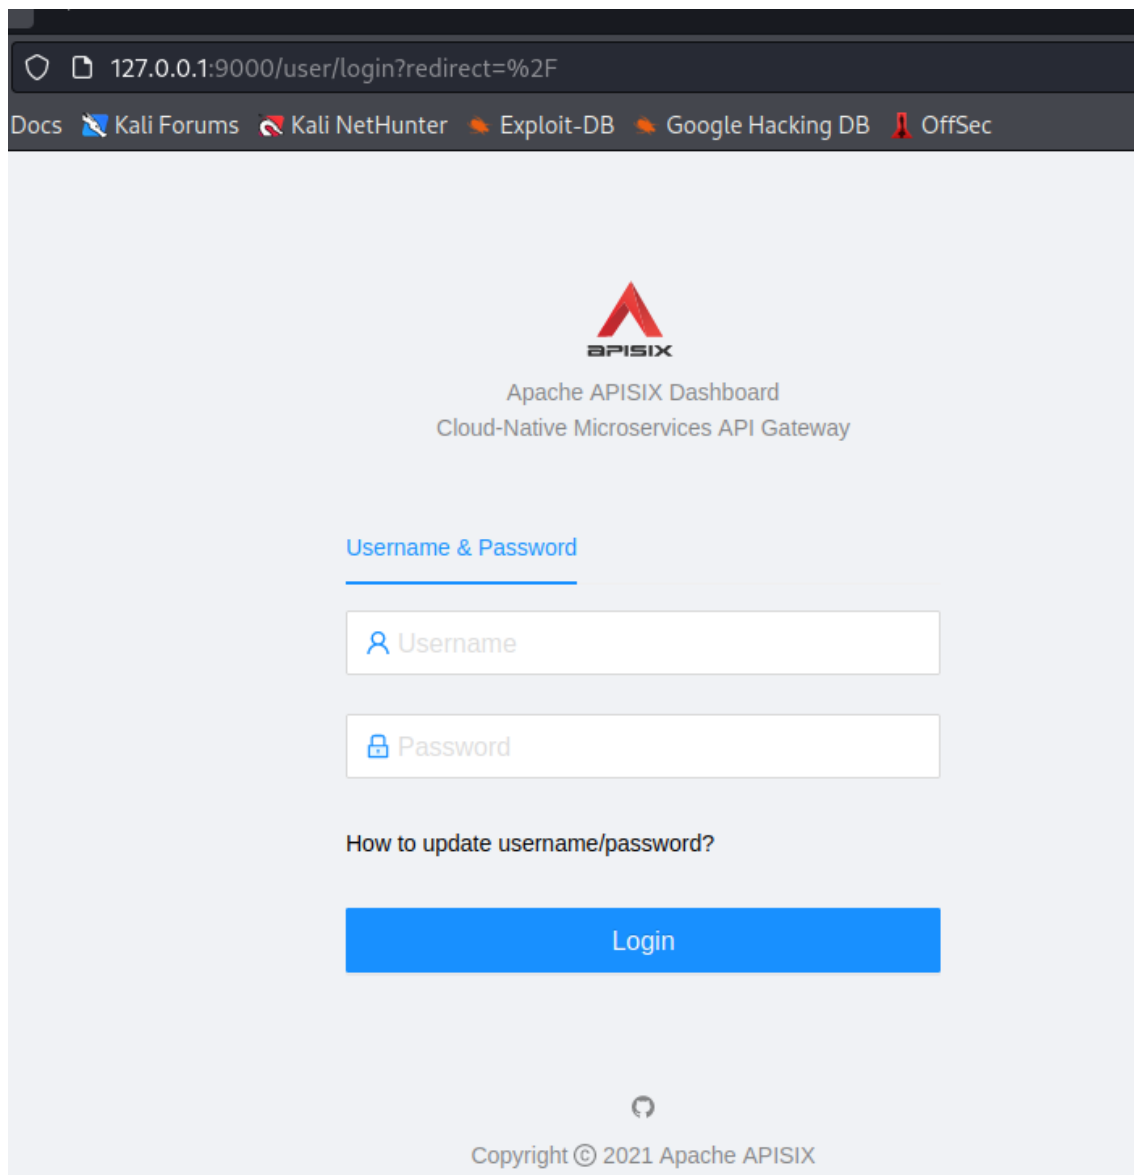 127.0.0.1:9000/user/login?redirect=%2F
Docs Kali Forums Kali NetHunter Exploit-DB Google Hacking DB OffSec
APISIX
Apache APISIX Dashboard
Cloud-Native Microservices API Gateway
Username & Password
Username
Password
How to update username/password?
Login
Copyright © 2021 Apache APISIX